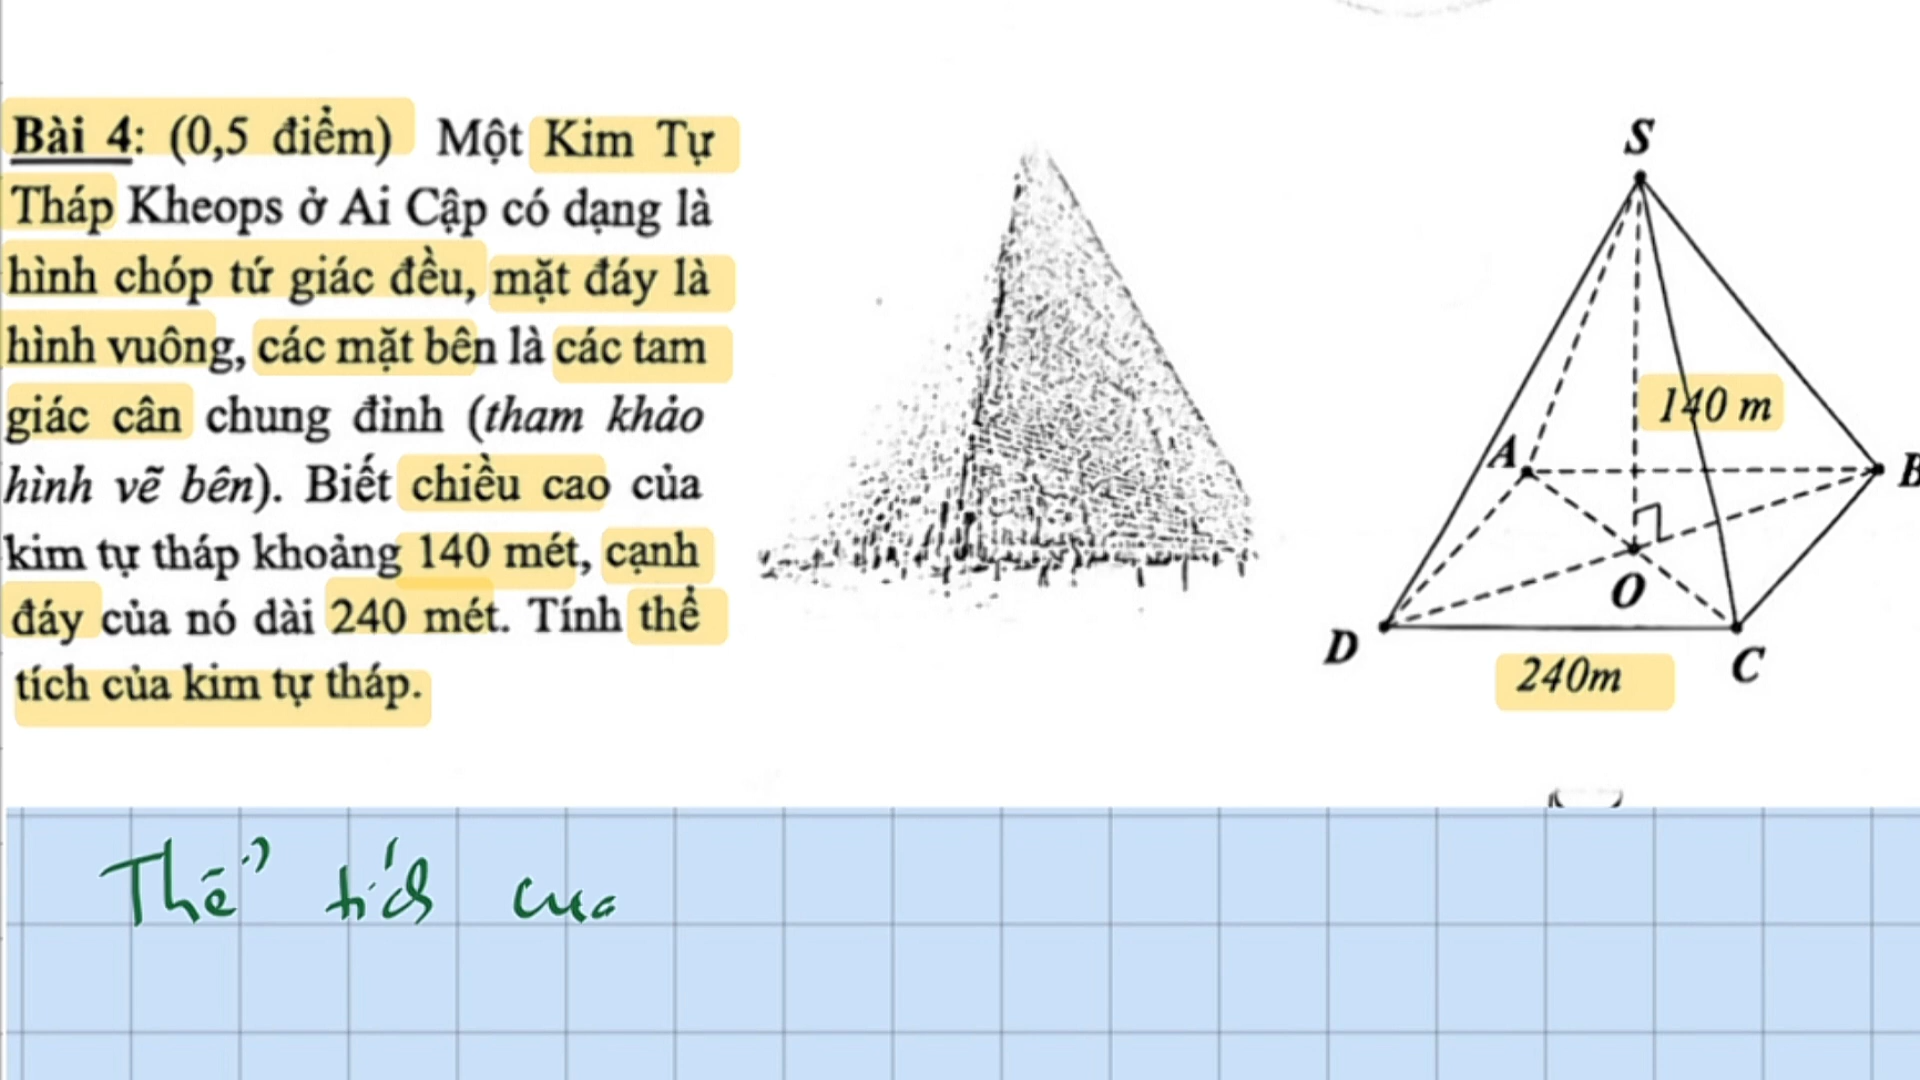 Bài 4: (0,5 điểm) Một Kim Tự
Tháp Kheops ở Ai Cập có dạng là
hình chóp tứ giác đều, mặt đáy là
hình vuông, các mặt bên là các tam
giác cân chung đỉnh (tham khảo
hình vẽ bên). Biết chiều cao của
kim tự tháp khoảng 140 mét, cạnh
đáy của nó dài 240 mét. Tính thể
tích của kim tự tháp.
S
140 m
A
B
O
D
C
240m
Thể tích cua